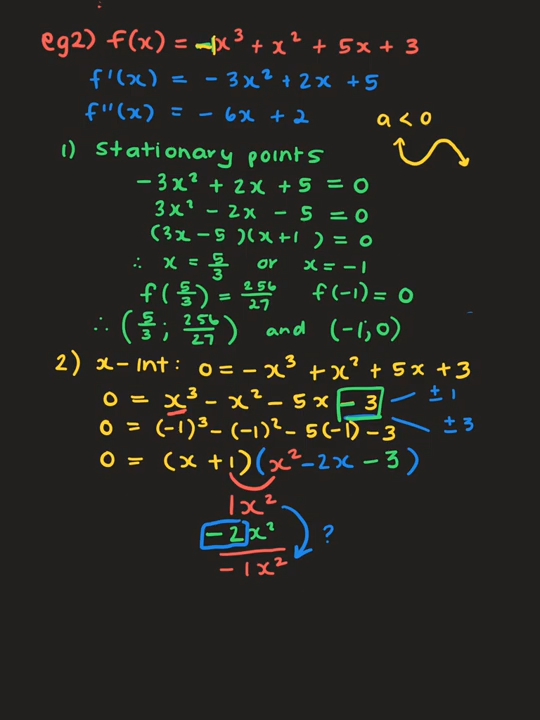 eg2) f(x) = -1x³ + x² + 5x + 3
f'(x) = -3x² + 2x + 5
f''(x) = -6x + 2
a < 0
1) Stationary points
-3x² + 2x + 5 = 0
3x² - 2x - 5 = 0
(3x - 5)(x + 1) = 0
∴ x = 5/3 or x = -1
f(5/3) = 256/27 f(-1) = 0
∴ (5/3 ; 256/27) and (-1; 0)
2) x-int: 0 = -x³ + x² + 5x + 3
0 = x³ - x² - 5x - 3 ± 1
0 = (-1)³ - (-1)² - 5(-1) - 3 ± 3
0 = (x + 1)(x² - 2x - 3)
1x²
-2x² ?
-1x²